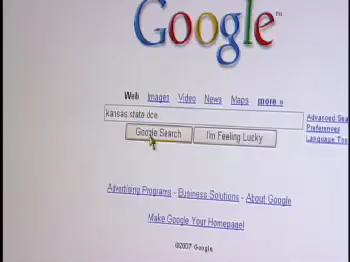 Google™
Web Images Video News Maps more »
kansas state dce
Advanced Sea
Preferences
Language Too
Google Search I'm Feeling Lucky
Advertising Programs - Business Solutions - About Google
Make Google Your Homepage!
©2007 Google